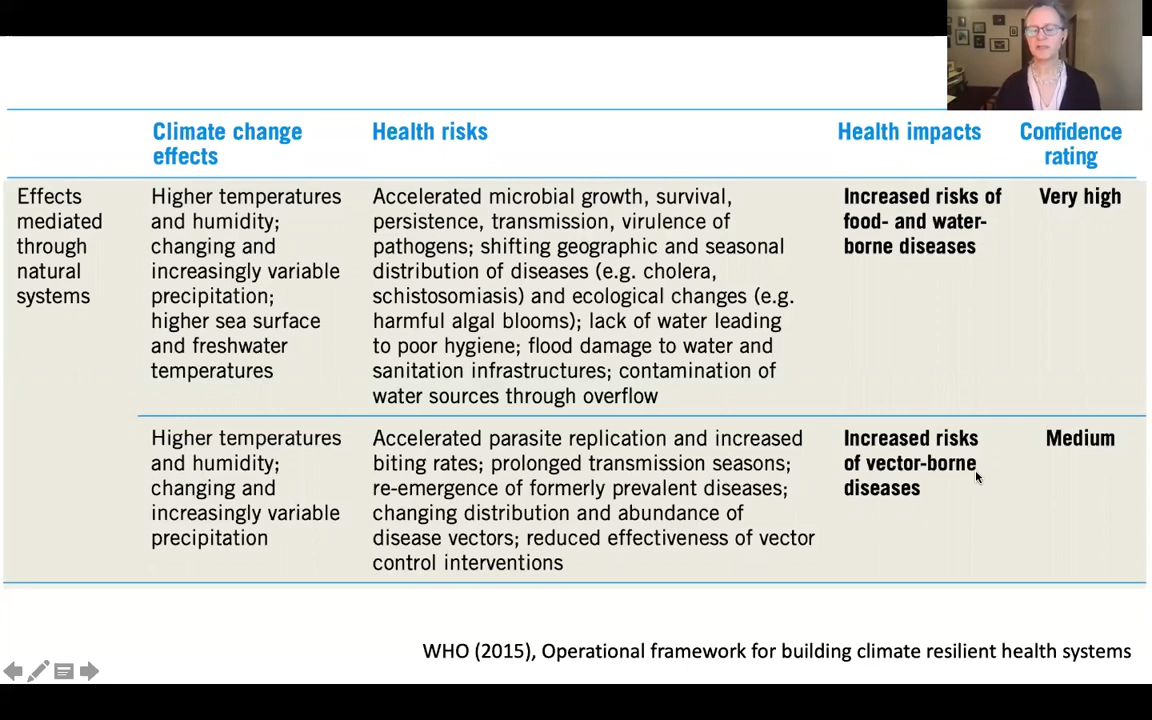 Climate change effects
Health risks
Health impacts
Confidence rating
Effects
mediated
through
natural
systems
Higher temperatures
and humidity;
changing and
increasingly variable
precipitation;
higher sea surface
and freshwater
temperatures
Accelerated microbial growth, survival,
persistence, transmission, virulence of
pathogens; shifting geographic and seasonal
distribution of diseases (e.g. cholera,
schistosomiasis) and ecological changes (e.g.
harmful algal blooms); lack of water leading
to poor hygiene; flood damage to water and
sanitation infrastructures; contamination of
water sources through overflow
Increased risks of
food- and water-
borne diseases
Very high
Higher temperatures
and humidity;
changing and
increasingly variable
precipitation
Accelerated parasite replication and increased
biting rates; prolonged transmission seasons;
re-emergence of formerly prevalent diseases;
changing distribution and abundance of
disease vectors; reduced effectiveness of vector
control interventions
Increased risks
of vector-borne
diseases
Medium
WHO (2015), Operational framework for building climate resilient health systems